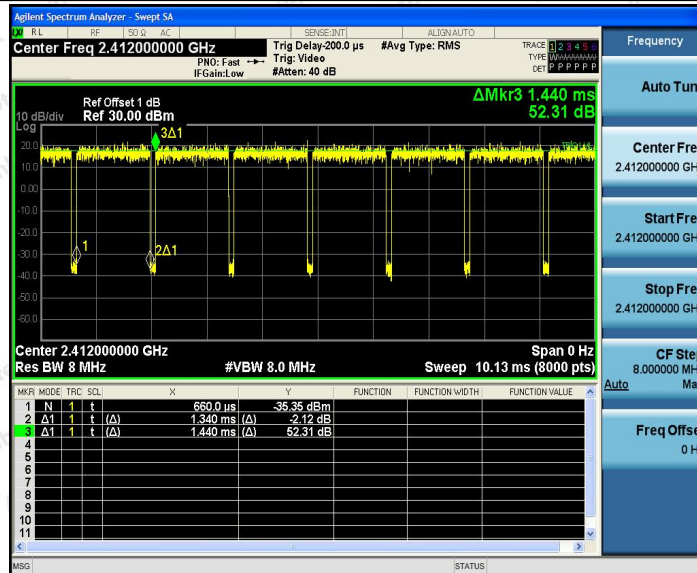 Agilent Spectrum Analyzer - Swept SA
RL RF 50 Ω AC SENSE:INT ALIGN AUTO
Center Freq 2.412000000 GHz
PNO: Fast
IFGain:Low
Trig Delay-200.0 µs
Trig: Video
#Atten: 40 dB
#Avg Type: RMS
TRACE 1 2 3 4 5 6
TYPE
DET P P P P P P
ΔMkr3 1.440 ms
52.31 dB
Ref Offset 1 dB
10 dB/div Ref 30.00 dBm
Log
20.0
10.0
0.00
-10.0
-20.0
-30.0
-40.0
-50.0
-60.0
3Δ1
1
2Δ1
Center 2.412000000 GHz Span 0 Hz
Res BW 8 MHz #VBW 8.0 MHz Sweep 10.13 ms (8000 pts)
MKR MODE TRC SCL X Y FUNCTION FUNCTION WIDTH FUNCTION VALUE
1 N 1 t 660.0 µs -35.35 dBm
2 Δ1 1 t (Δ) 1.340 ms (Δ) -2.12 dB
3 Δ1 1 t (Δ) 1.440 ms (Δ) 52.31 dB
4
5
6
7
8
9
10
11
MSG STATUS
Frequency
Auto Tun
Center Fre
2.412000000 GH
Start Fre
2.412000000 GH
Stop Fre
2.412000000 GH
CF Ste
8.000000 MH
Auto Ma
Freq Offse
0 H